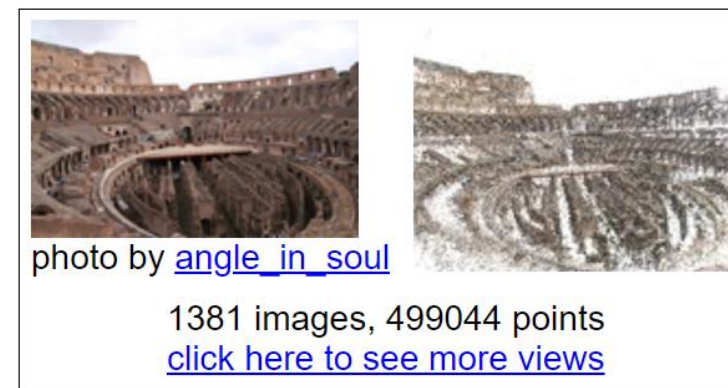 photo by angle_in_soul
1381 images, 499044 points
click here to see more views